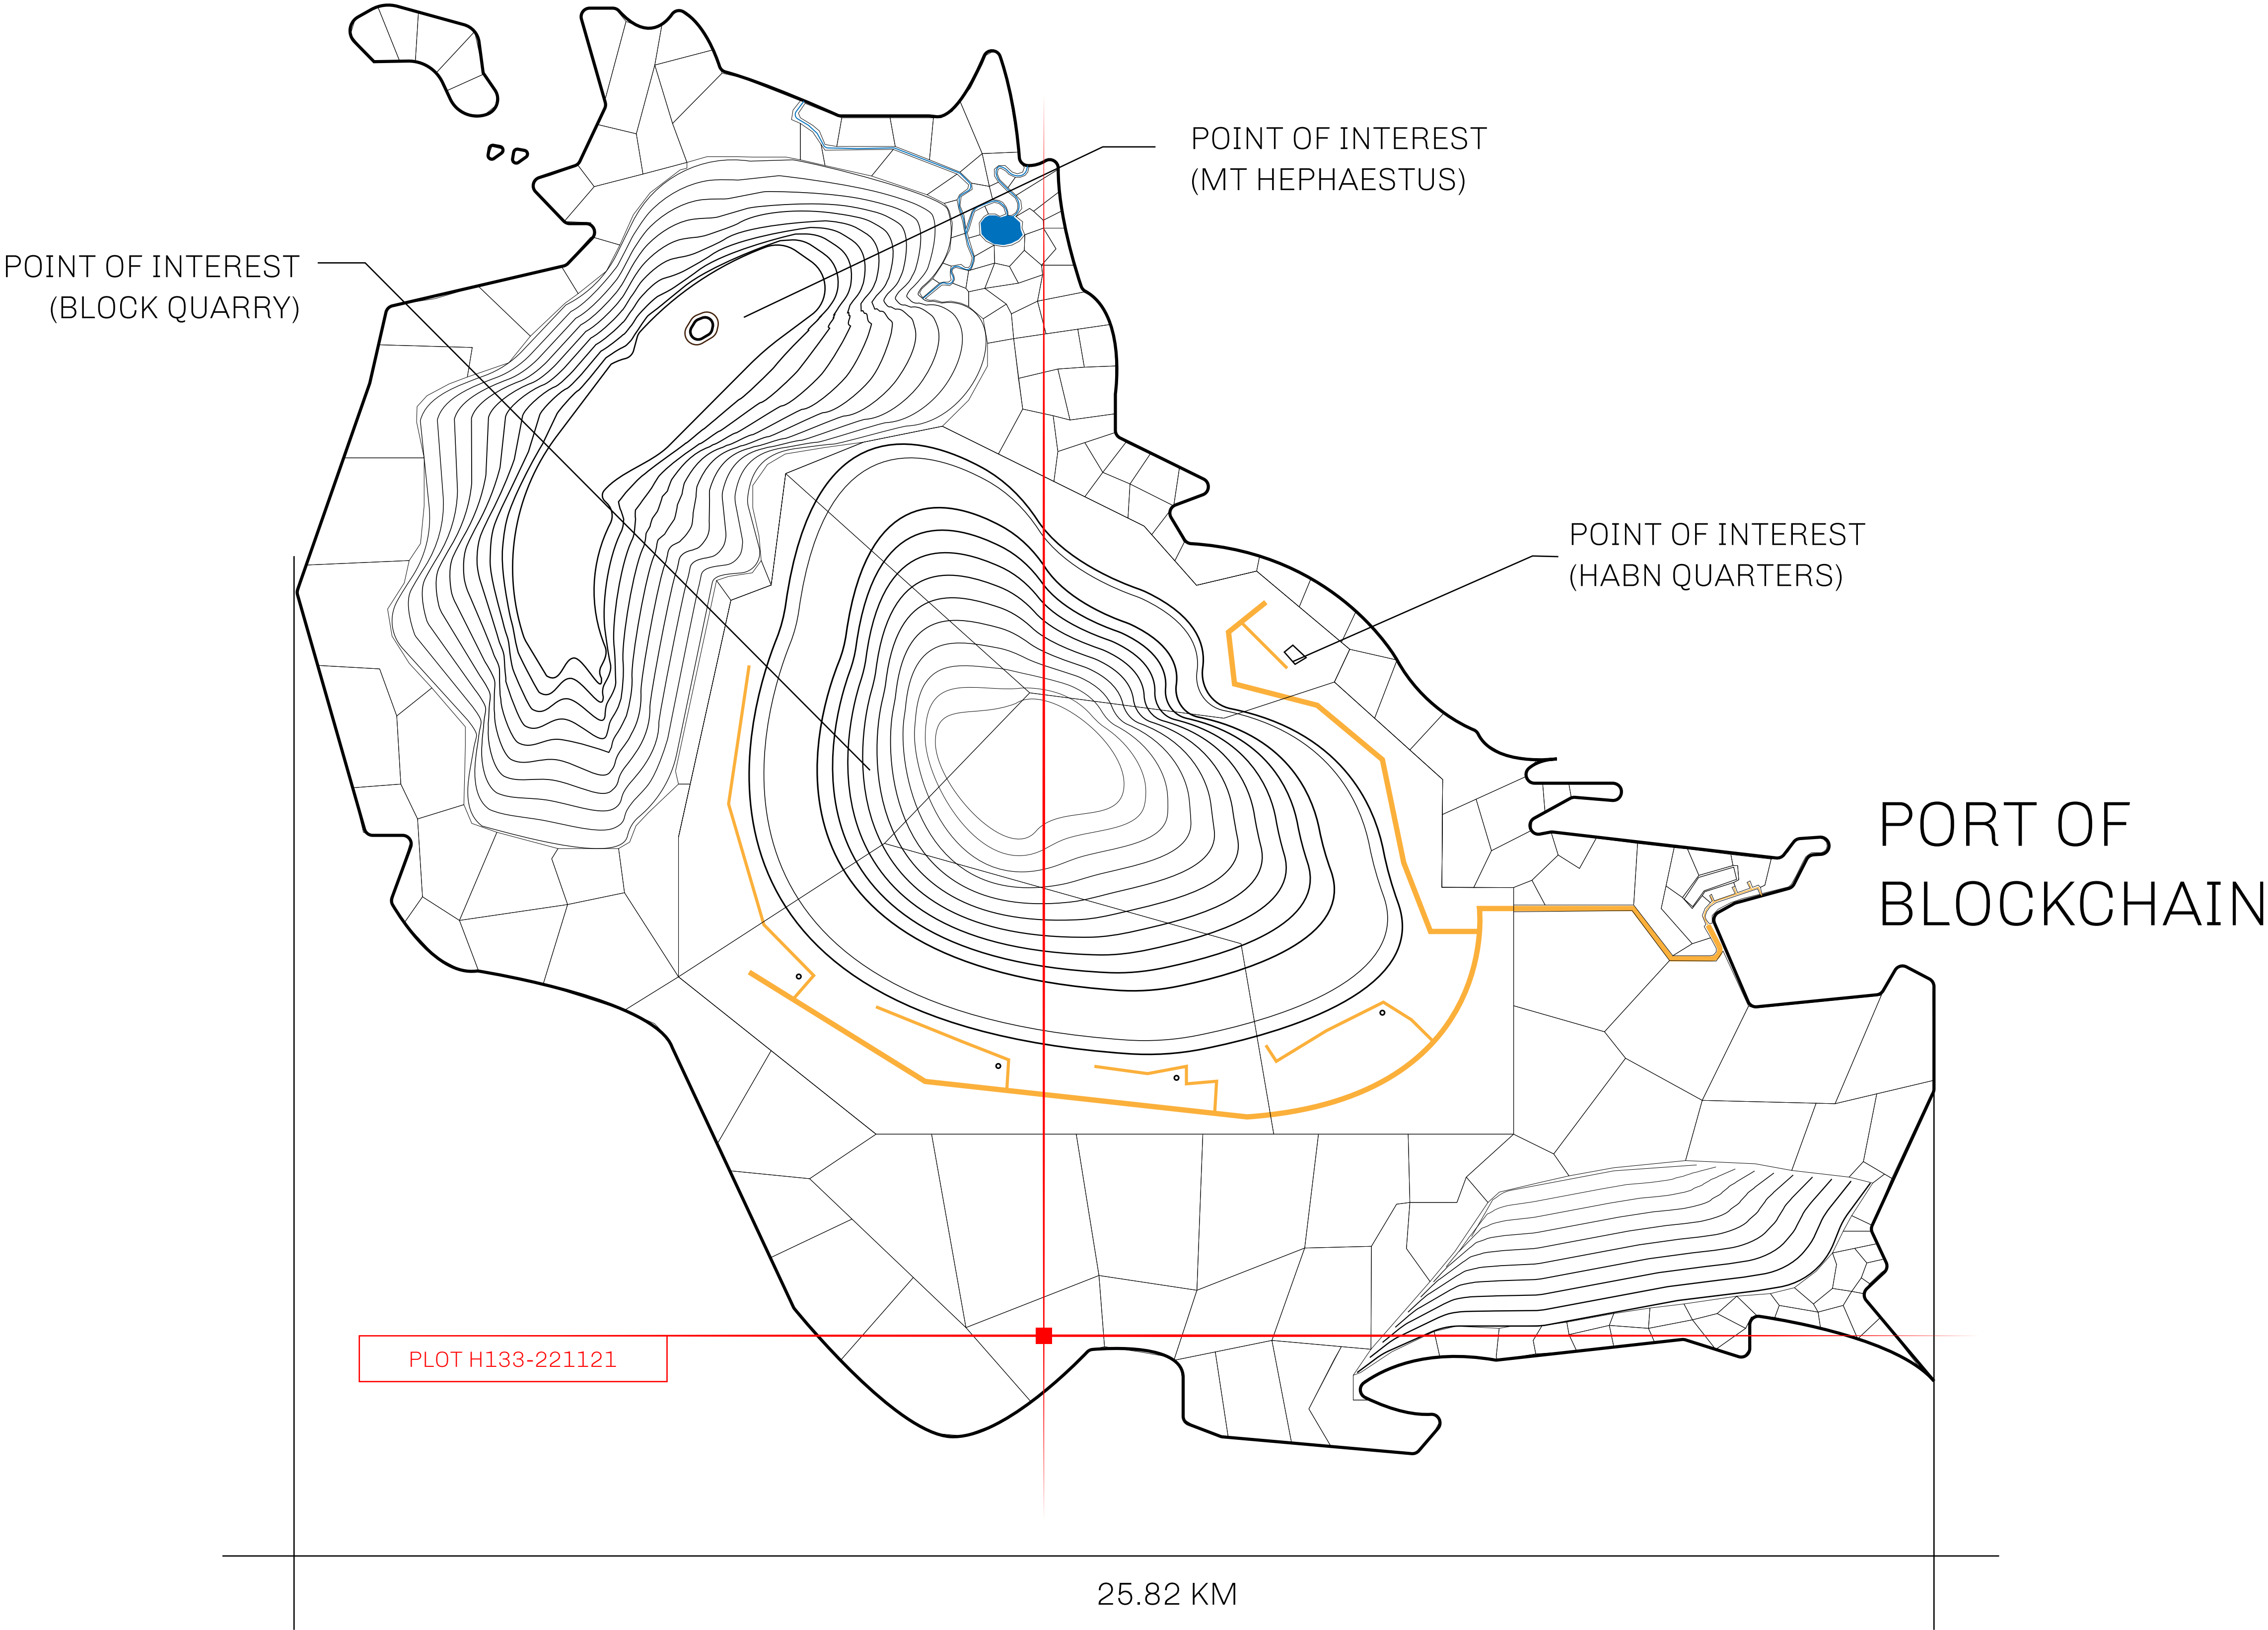 POINT OF INTEREST
(MT HEPHAESTUS)
POINT OF INTEREST
(BLOCK QUARRY)
POINT OF INTEREST
(HABN QUARTERS)
PORT OF
BLOCKCHAIN
PLOT H133-221121
25.82 KM